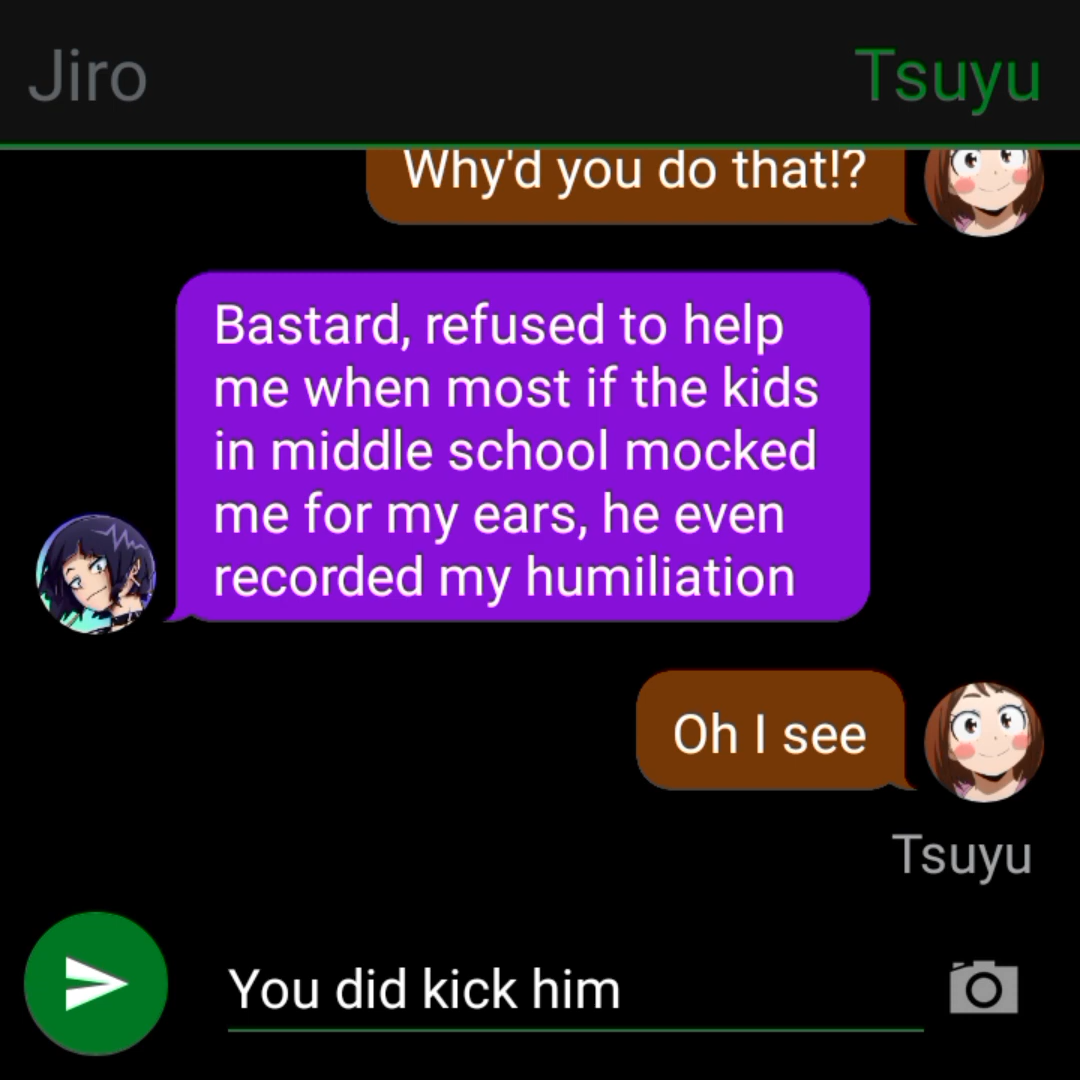 Jiro
Tsuyu
Why'd you do that!?
Bastard, refused to help
me when most if the kids
in middle school mocked
me for my ears, he even
recorded my humiliation
Oh I see
Tsuyu
You did kick him